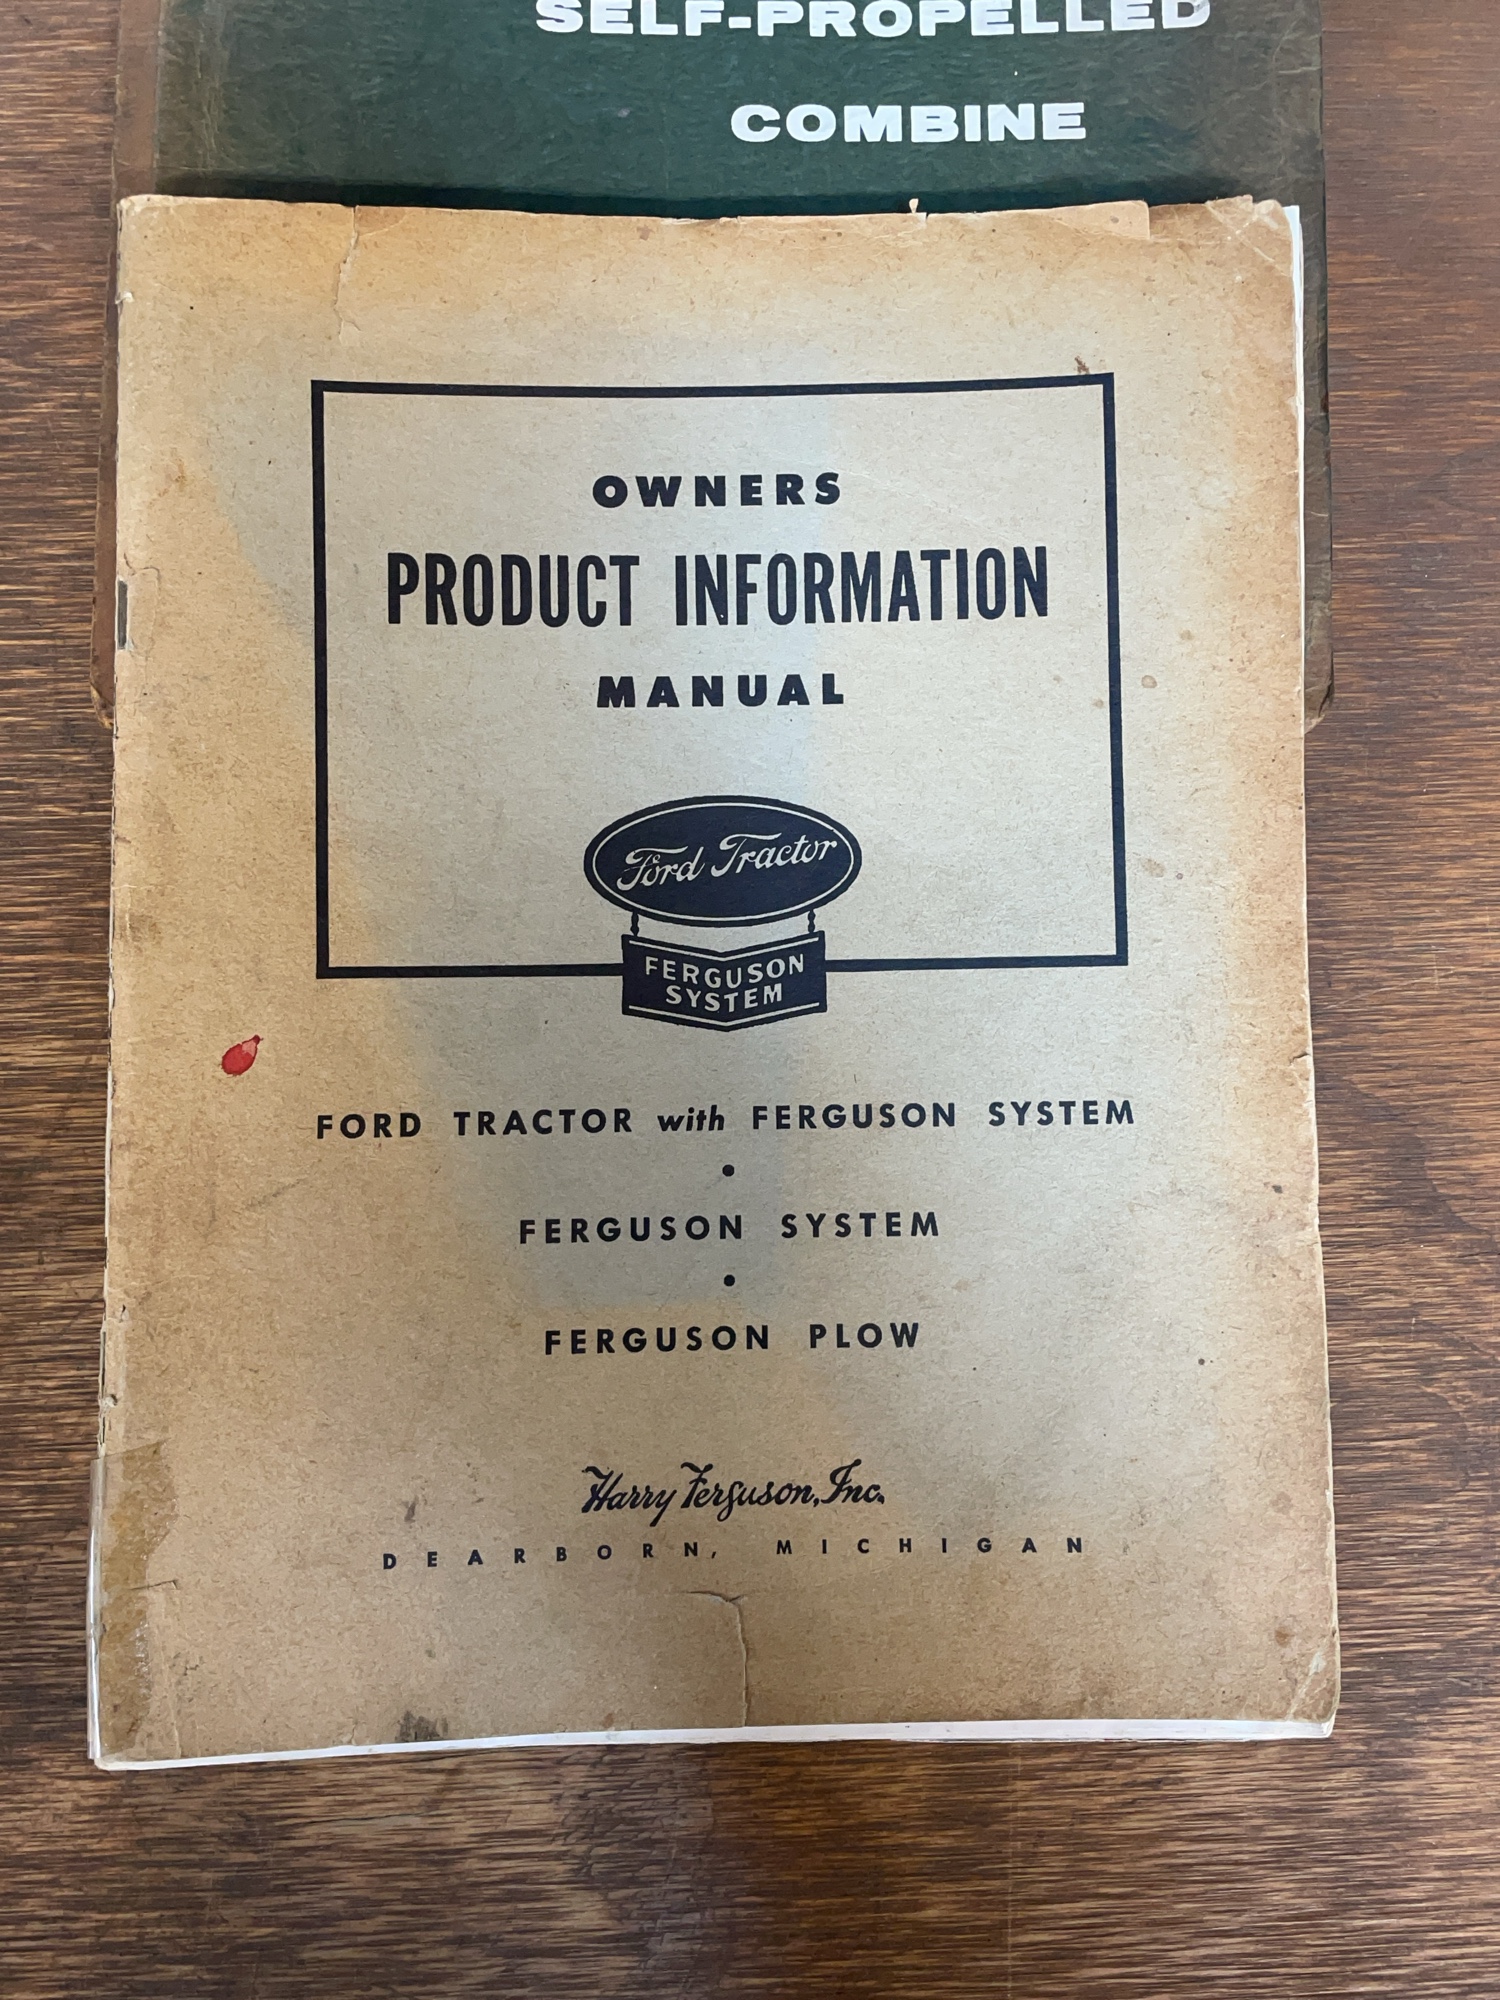 SELF-PROPELLED
COMBINE
OWNERS
PRODUCT INFORMATION
MANUAL
Ford Tractor
FERGUSON
SYSTEM
FORD TRACTOR with FERGUSON SYSTEM
•
FERGUSON SYSTEM
•
FERGUSON PLOW
Harry Ferguson, Inc.
DEARBORN, MICHIGAN